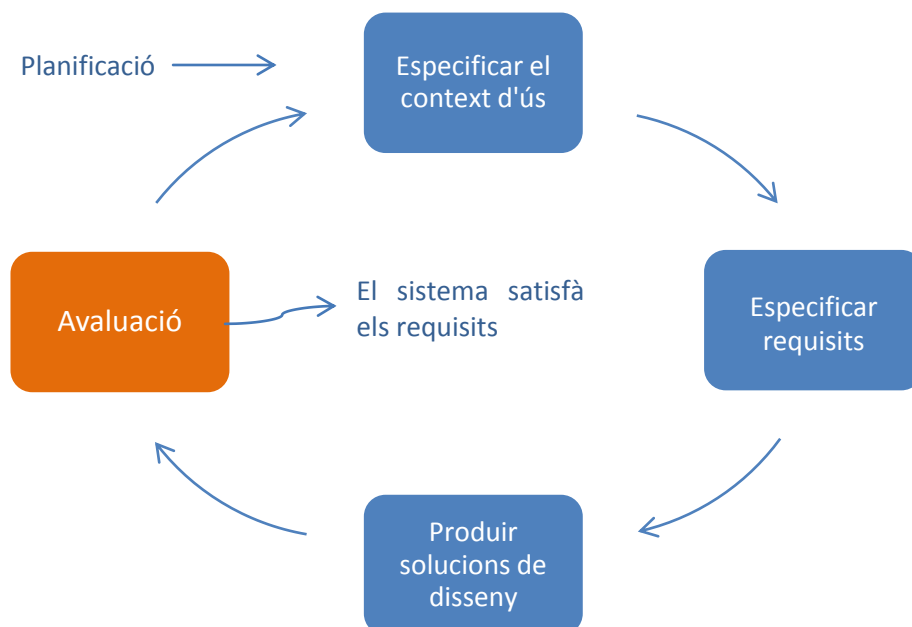 Planificació
Especificar el
context d'ús
Especificar
requisits
Produir
solucions de
disseny
Avaluació
El sistema satisfà
els requisits